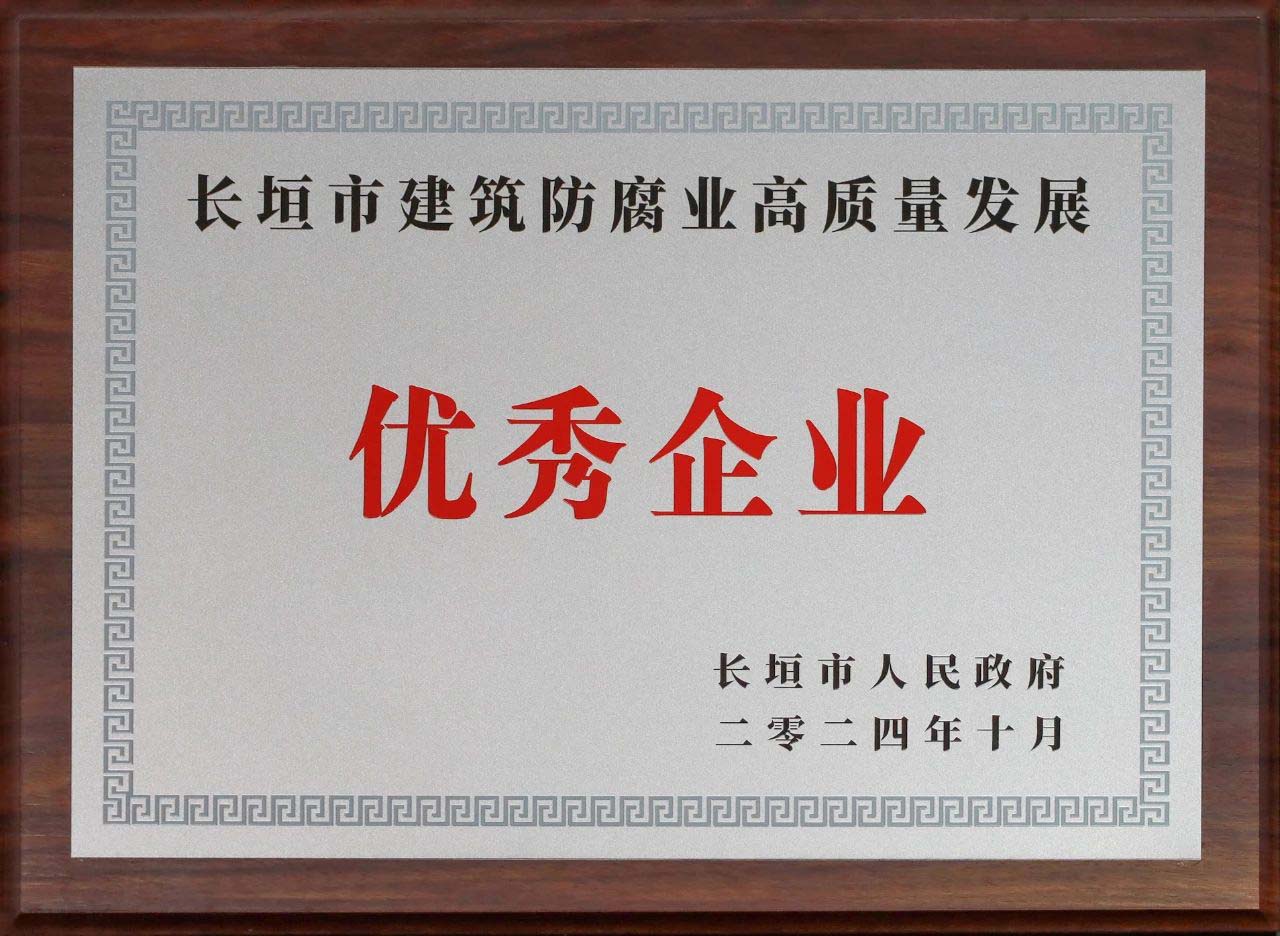 长垣市建筑防腐业高质量发展
优秀企业
长垣市人民政府
二零二四年十月